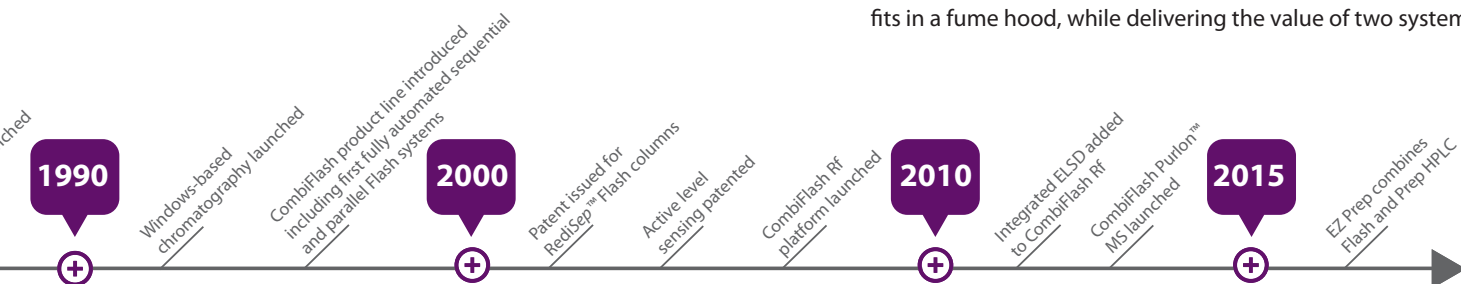 fits in a fume hood, while delivering the value of two
1990
Windows-based
chromatography launched
CombiFlash product line introduced
including first fully automated sequential
and parallel Flash systems
2000
Patent issued for
RediSep™ Flash columns
Active level
sensing patented
CombiFlash Rf
platform launched
2010
Integrated ELSD added
to CombiFlash Rf
CombiFlash PurIon™
MS launched
2015
EZ Prep combines
Flash and Prep HPLC